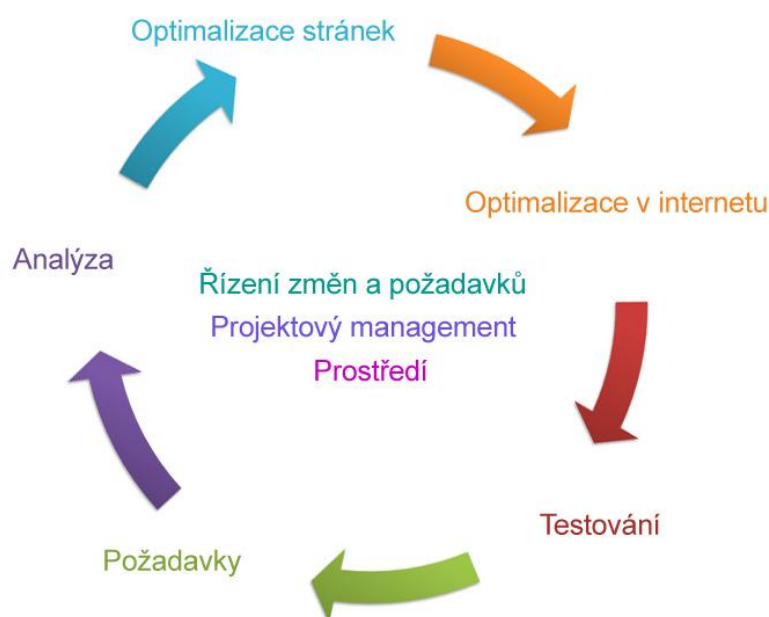 Optimalizace stránek
Optimalizace v internetu
Analýza
Řízení změn a požadavků
Projektový management
Prostředí
Testování
Požadavky